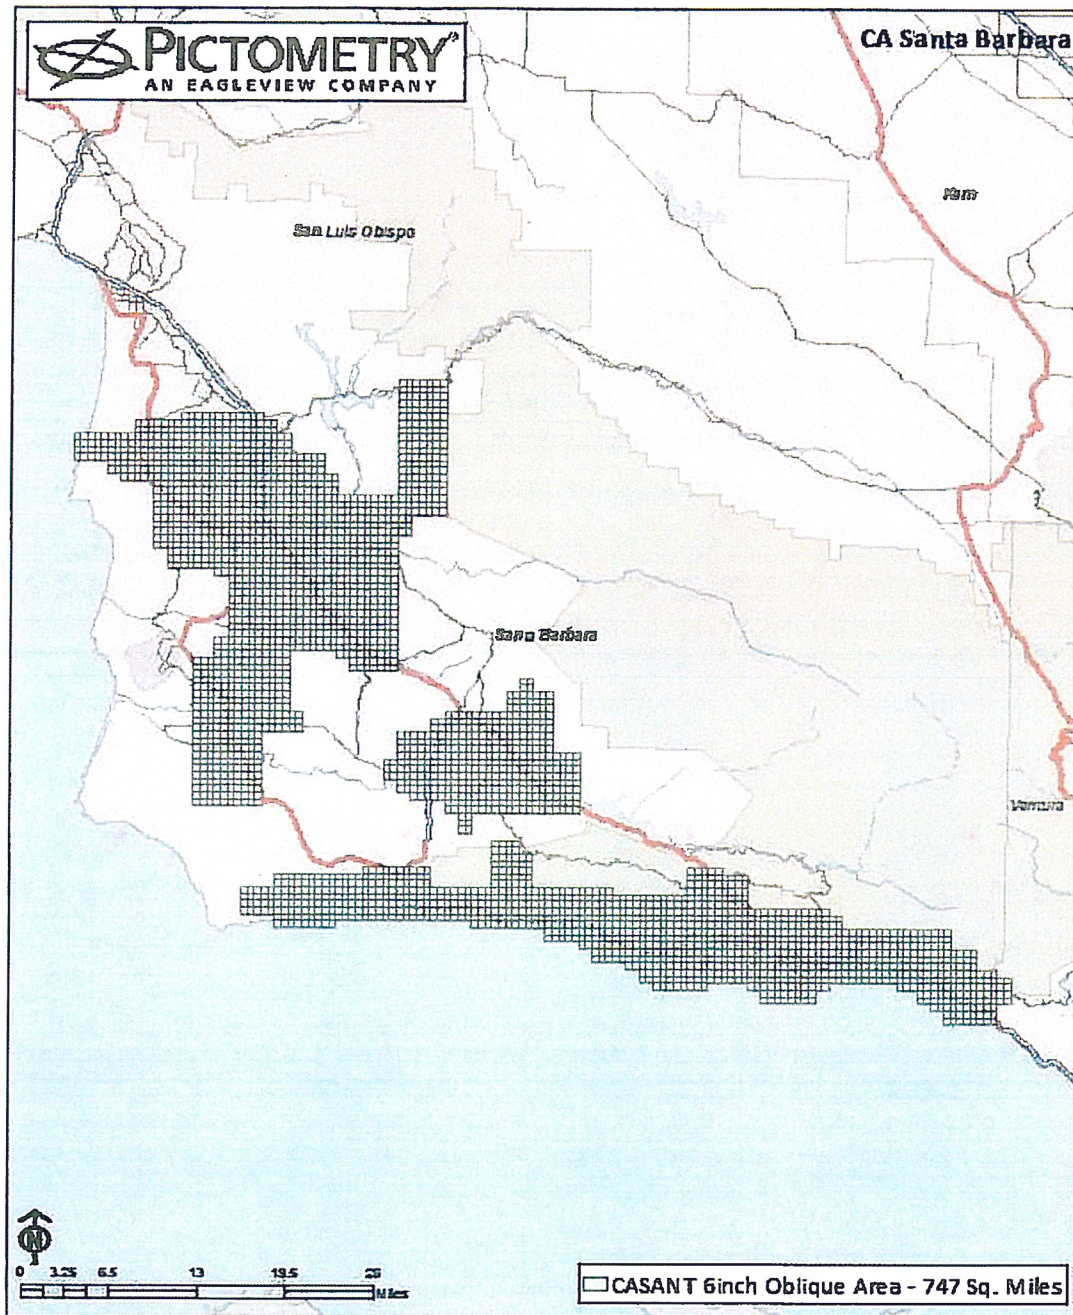 PICTOMETRY®
AN EAGLEVIEW COMPANY
CA Santa Barbara
Kern
San Luis Obispo
Santa Barbara
Ventura
N
0 3.25 6.5 13 19.5 26
Miles
CASANT 6inch Oblique Area - 747 Sq. Miles